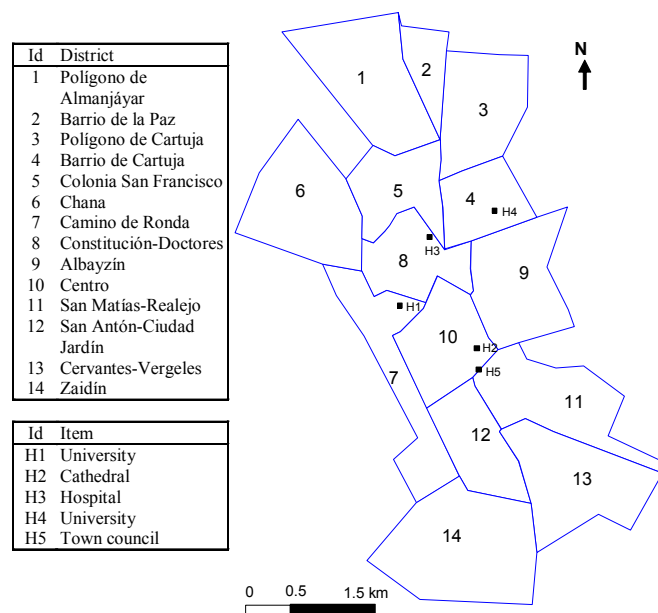 Id District
1 Polígono de
Almanjáyar
2 Barrio de la Paz
3 Polígono de Cartuja
4 Barrio de Cartuja
5 Colonia San Francisco
6 Chana
7 Camino de Ronda
8 Constitución-Doctores
9 Albayzín
10 Centro
11 San Matías-Realejo
12 San Antón-Ciudad
Jardín
13 Cervantes-Vergeles
14 Zaidín
Id Item
H1 University
H2 Cathedral
H3 Hospital
H4 University
H5 Town council
N
1
2
3
6
5
4
H4
H3
8
9
H1
10
H2
H5
7
11
12
13
14
0 0.5 1.5 km